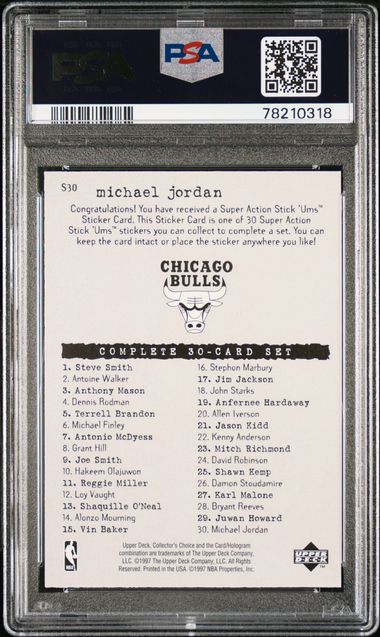 PSA
PSA
78210318
S30 michael jordan
Congratulations! You have received a Super Action Stick 'Ums™
Sticker Card. This Sticker Card is one of 30 Super Action
Stick 'Ums™ stickers you can collect to complete a set. You can
keep the card intact or place the sticker anywhere you like!
CHICAGO
BULLS
COMPLETE 30-CARD SET
1. Steve Smith
2. Antoine Walker
3. Anthony Mason
4. Dennis Rodman
5. Terrell Brandon
6. Michael Finley
7. Antonio McDyess
8. Grant Hill
9. Joe Smith
10. Hakeem Olajuwon
11. Reggie Miller
12. Loy Vaught
13. Shaquille O'Neal
14. Alonzo Mourning
15. Vin Baker
16. Stephon Marbury
17. Jim Jackson
18. John Starks
19. Anfernee Hardaway
20. Allen Iverson
21. Jason Kidd
22. Kenny Anderson
23. Mitch Richmond
24. David Robinson
25. Shawn Kemp
26. Damon Stoudamire
27. Karl Malone
28. Bryant Reeves
29. Juwan Howard
30. Michael Jordan
NBA
Upper Deck, Collector's Choice and the Card/Hologram
combination are trademarks of The Upper Deck Company,
LLC. ©1997 The Upper Deck Company, LLC. All Rights
Reserved. Printed in the USA. ©1997 NBA Properties, Inc.
UPPER
DECK